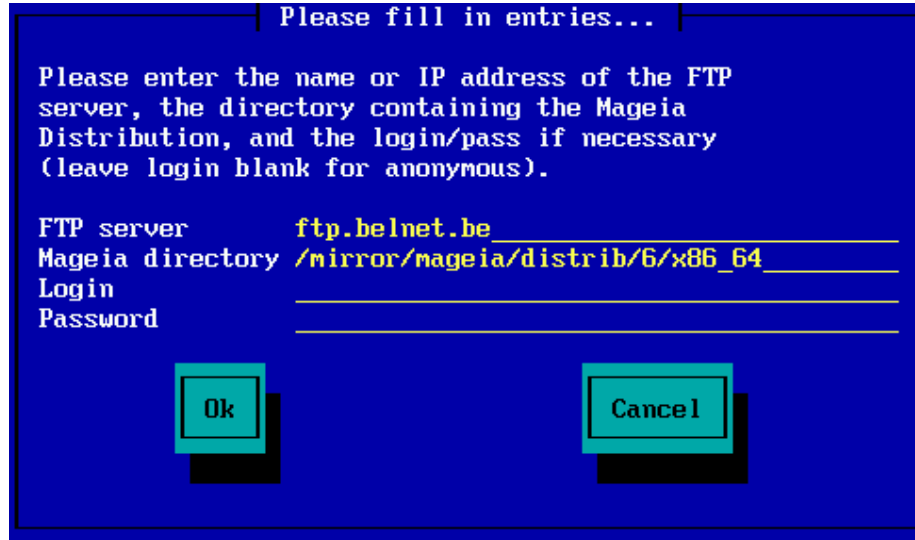 Please fill in entries...
Please enter the name or IP address of the FTP
server, the directory containing the Mageia
Distribution, and the login/pass if necessary
(leave login blank for anonymous).
FTP server ftp.belnet.be
Mageia directory /mirror/mageia/distrib/6/x86_64
Login
Password
Ok Cancel